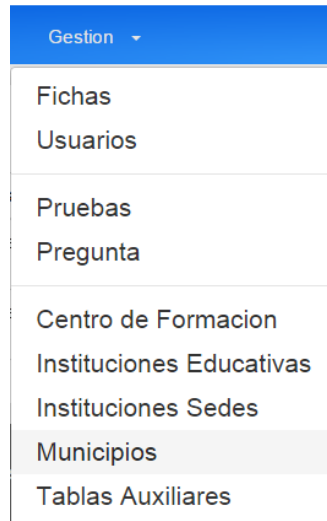 Gestion
Fichas
Usuarios
Pruebas
Pregunta
Centro de Formacion
Instituciones Educativas
Instituciones Sedes
Municipios
Tablas Auxiliares